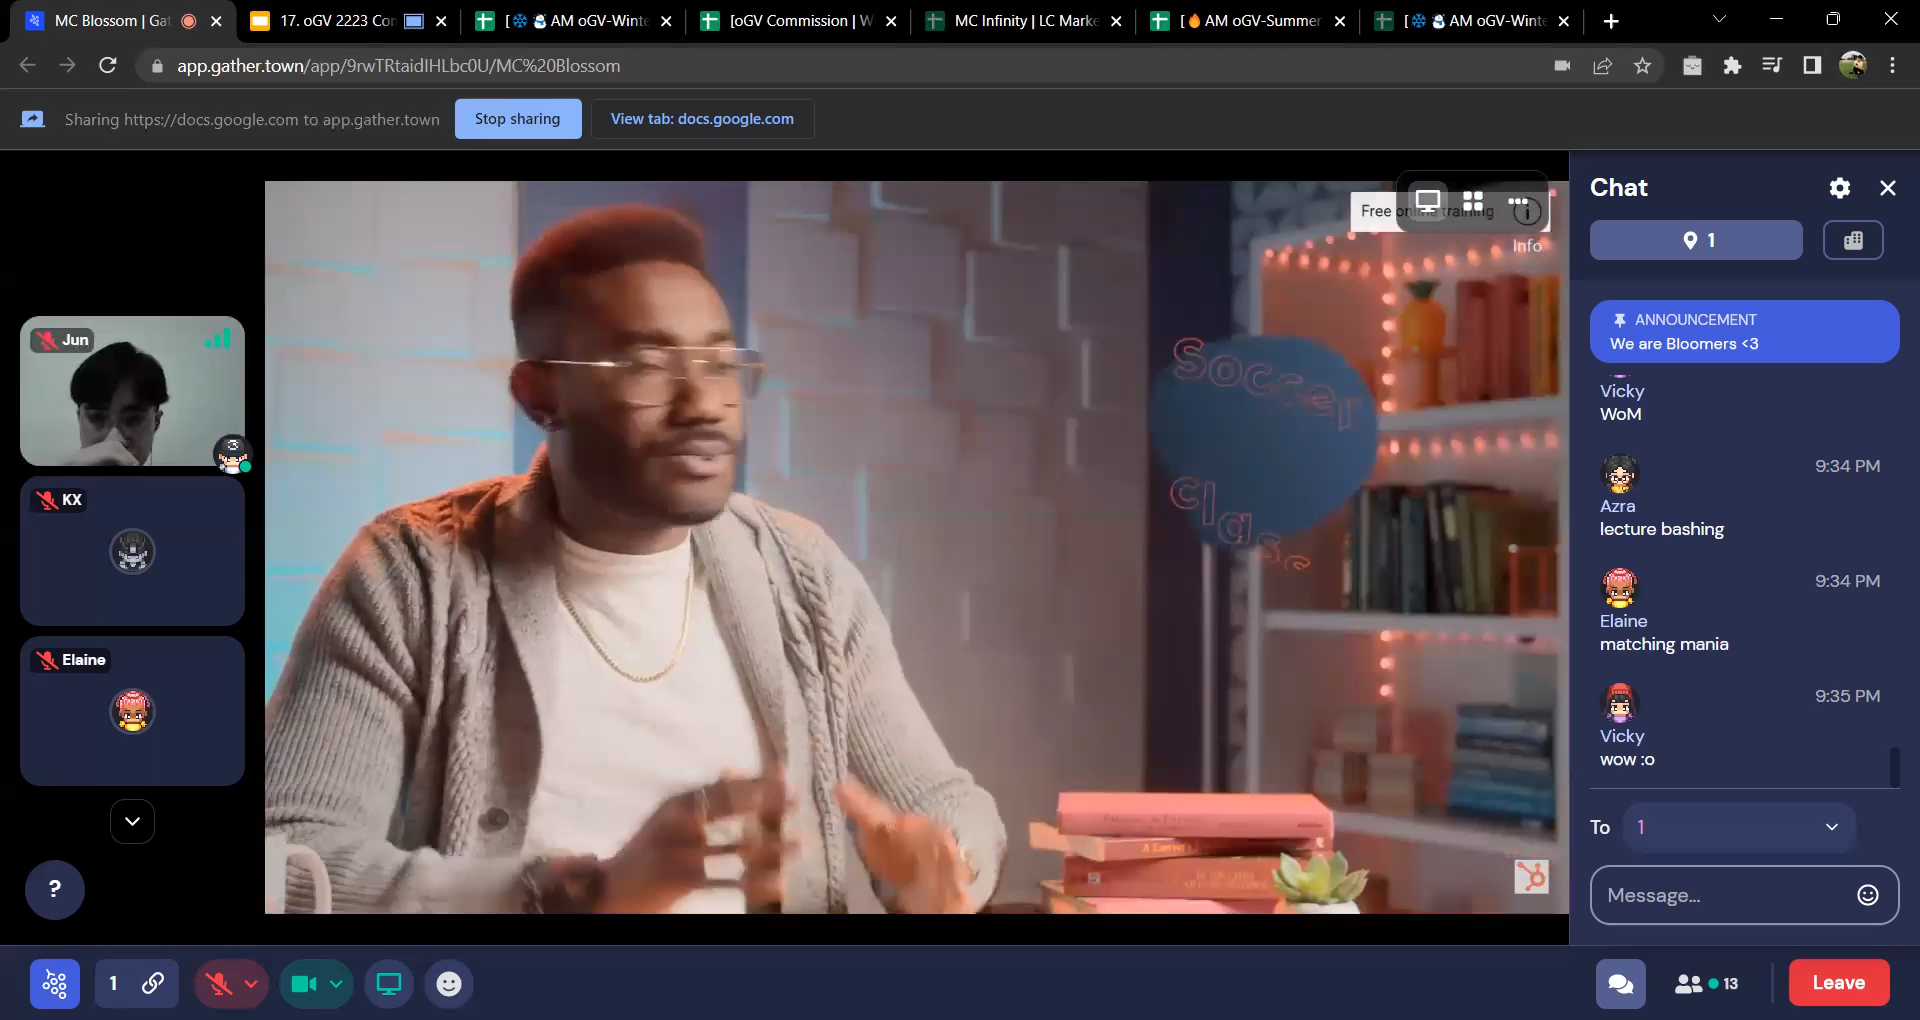 MC Blossom | Gat
17. oGV 2223 Con
[❄️⛄AM oGV-Winte
[oGV Commission | W
MC Infinity | LC Marke
[🔥AM oGV-Summer
[❄️⛄AM oGV-Winte
app.gather.town/app/9rwTRtaidIHLbc0U/MC%20Blossom
Sharing https://docs.google.com to app.gather.town
Stop sharing
View tab: docs.google.com
Jun
KX
Elaine
?
Free online training
Info
Soccer
Class
Chat
1
ANNOUNCEMENT
We are Bloomers <3
Vicky
WoM
9:34 PM
Azra
lecture bashing
9:34 PM
Elaine
matching mania
9:35 PM
Vicky
wow :o
To
1
Message...
1
13
Leave